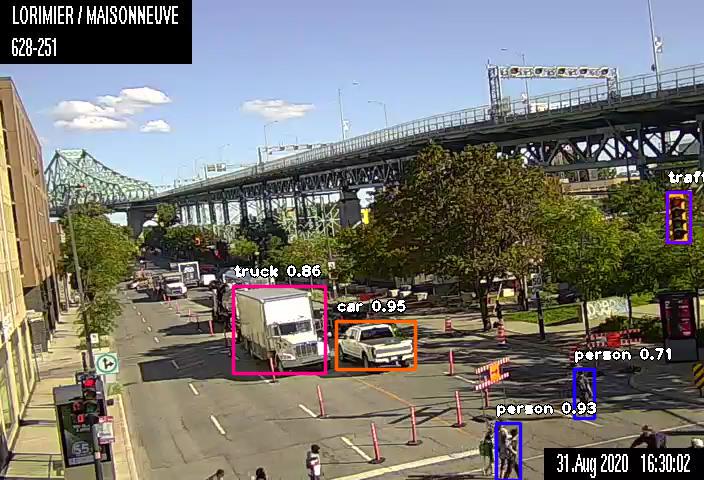 LORIMIER / MAISONNEUVE
628-251
traf
truck 0.86
car 0.95
person 0.71
person 0.93
31.Aug 2020 16:30:02